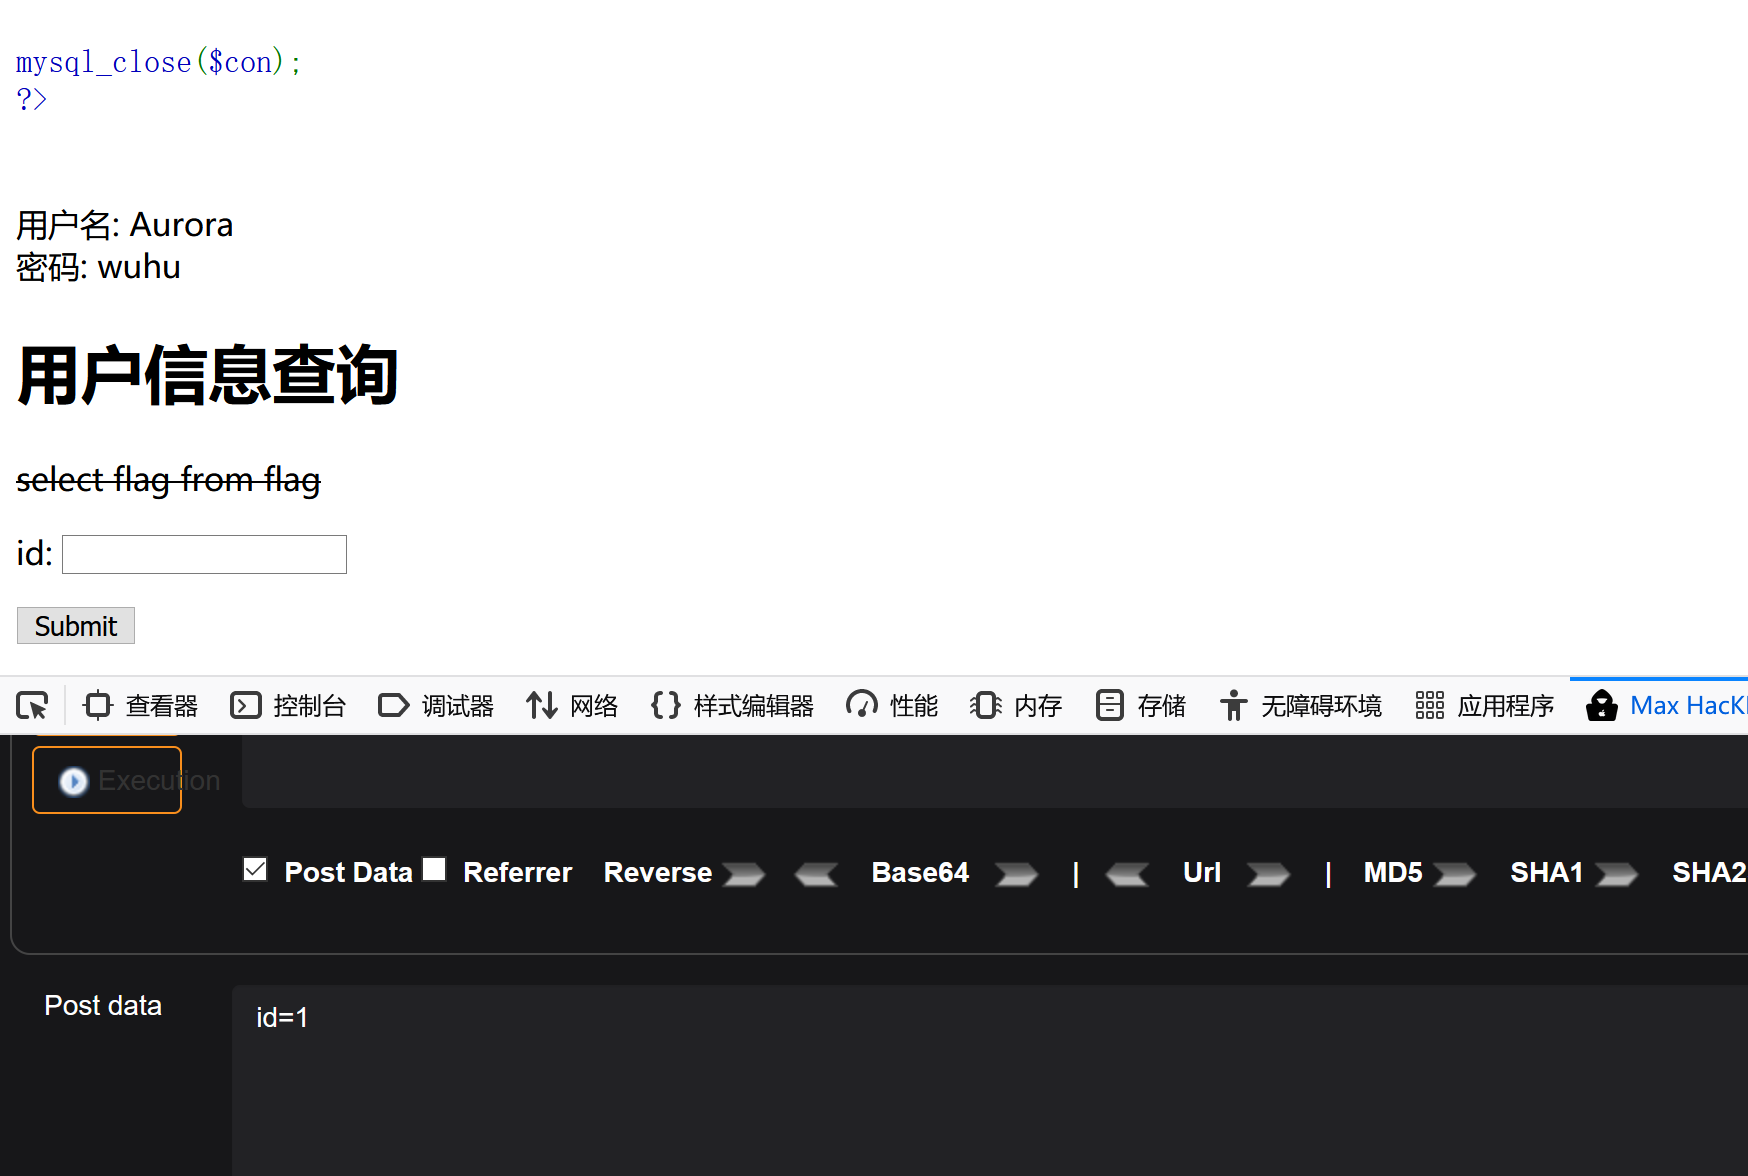 mysql_close($con);
?>
用户名: Aurora
密码: wuhu
用户信息查询
select flag from flag
id:
Submit
查看器 控制台 调试器 网络 样式编辑器 性能 内存 存储 无障碍环境 应用程序 Max HacK
Execution
Post Data Referrer Reverse Base64 | Url | MD5 SHA1 SHA2
Post data
id=1